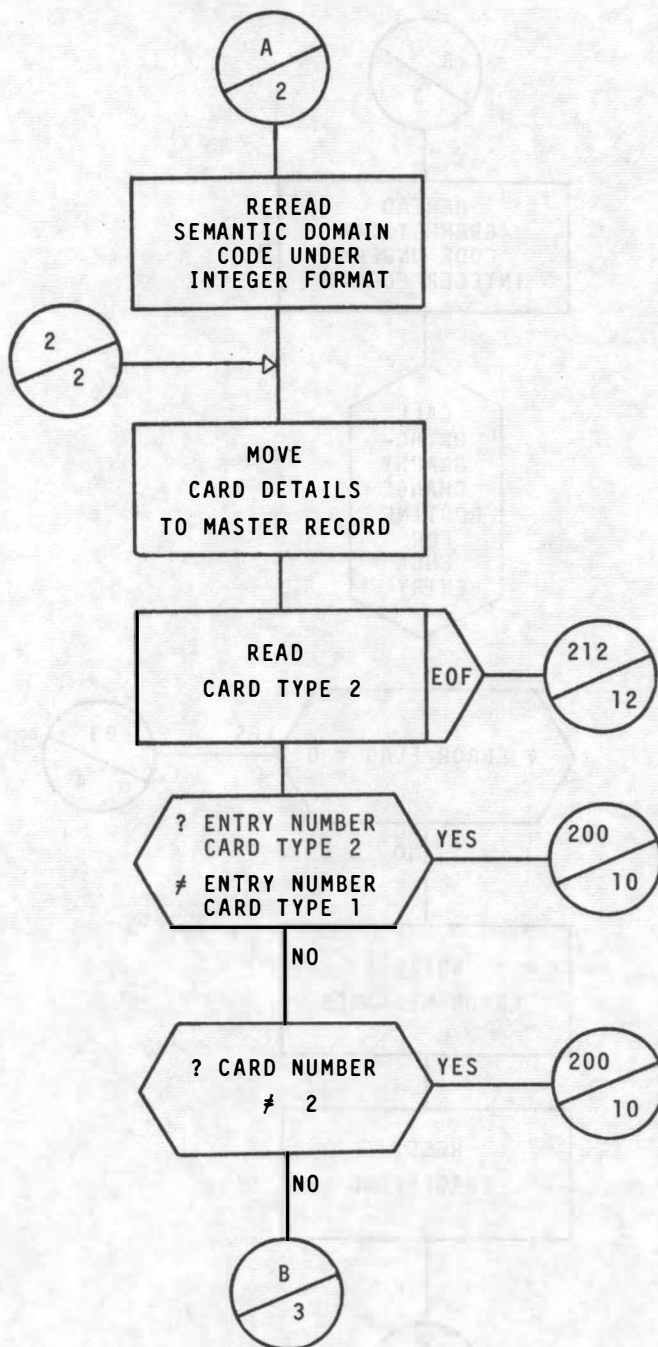 A
2
REREAD
SEMANTIC DOMAIN
CODE UNDER
INTEGER FORMAT
2
2
MOVE
CARD DETAILS
TO MASTER RECORD
READ
CARD TYPE 2
EOF
212
12
? ENTRY NUMBER
CARD TYPE 2
≠ ENTRY NUMBER
CARD TYPE 1
YES
200
10
NO
? CARD NUMBER
≠ 2
YES
200
10
NO
B
3